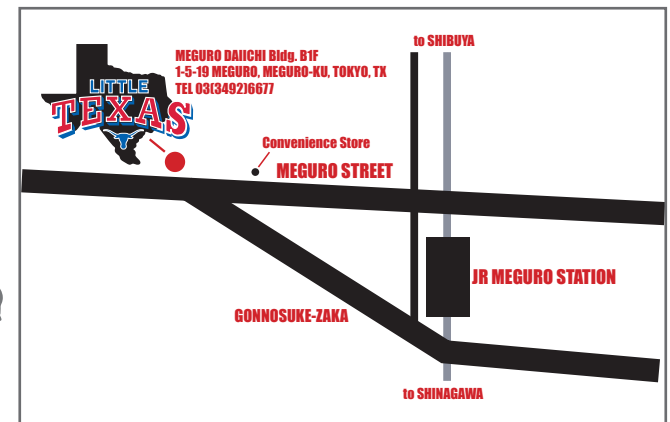 MEGURO DAIICHI Bldg. B1F
1-5-19 MEGURO, MEGURO-KU, TOKYO, TX
TEL 03(3492)6677
to SHIBUYA
LITTLE
TEXAS
Convenience Store
MEGURO STREET
JR MEGURO STATION
GONNOSUKE-ZAKA
to SHINAGAWA